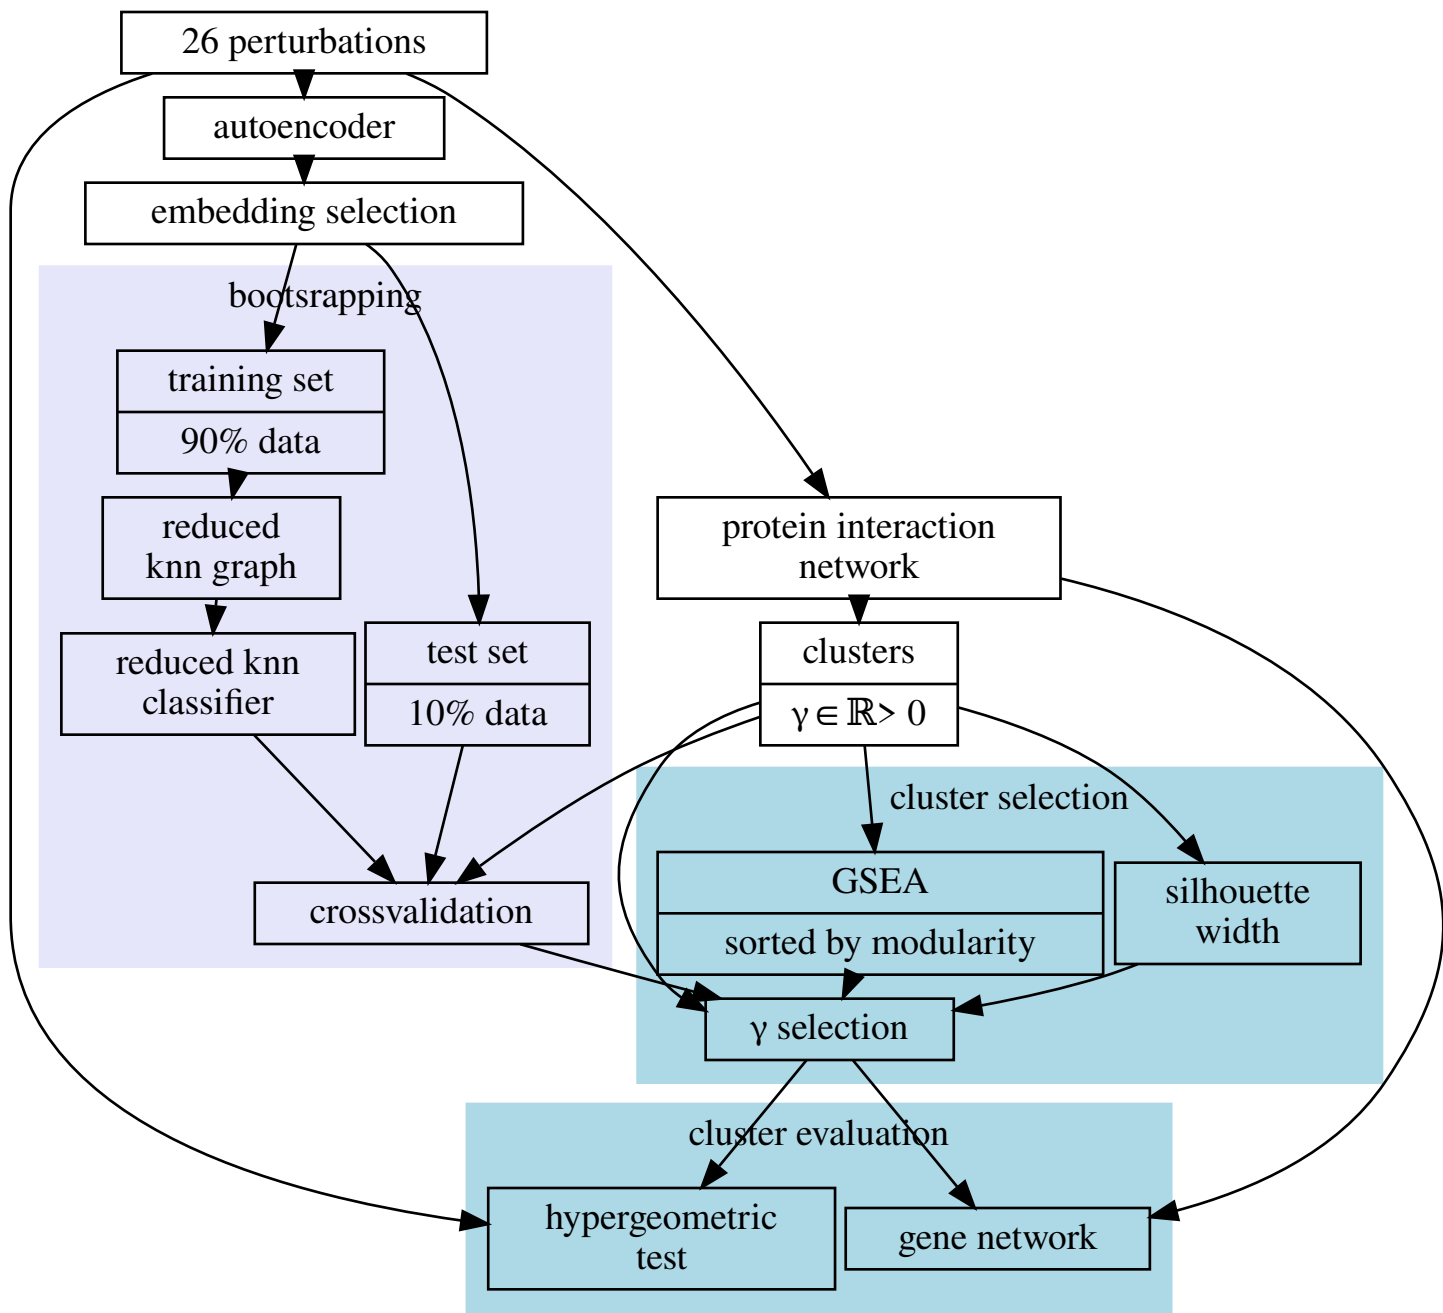 26 perturbations
autoencoder
embedding selection
bootsrapping
training set
90% data
reduced
knn graph
reduced knn
classifier
test set
10% data
crossvalidation
protein interaction
network
clusters
γ ∈ ℝ> 0
cluster selection
GSEA
sorted by modularity
silhouette
width
γ selection
cluster evaluation
hypergeometric
test
gene network